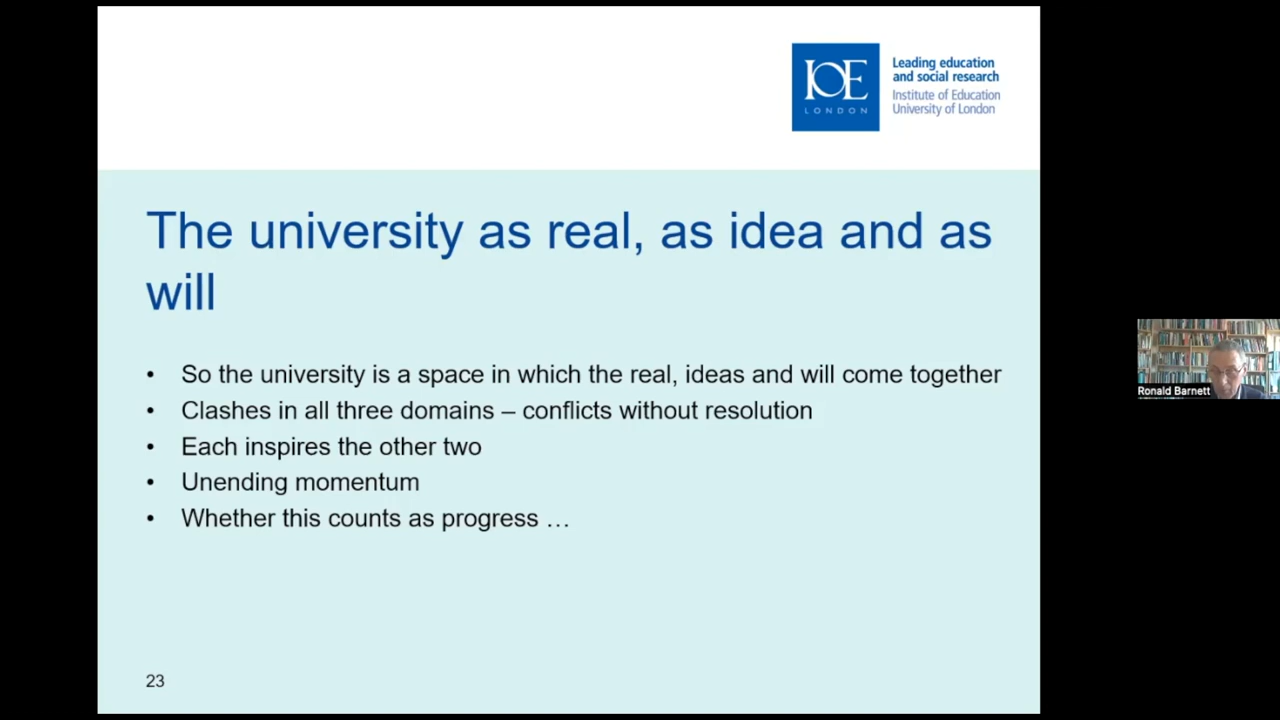 IOE
LONDON
Leading education
and social research
Institute of Education
University of London
The university as real, as idea and as
will
• So the university is a space in which the real, ideas and will come together
• Clashes in all three domains – conflicts without resolution
• Each inspires the other two
• Unending momentum
• Whether this counts as progress …
23
Ronald Barnett